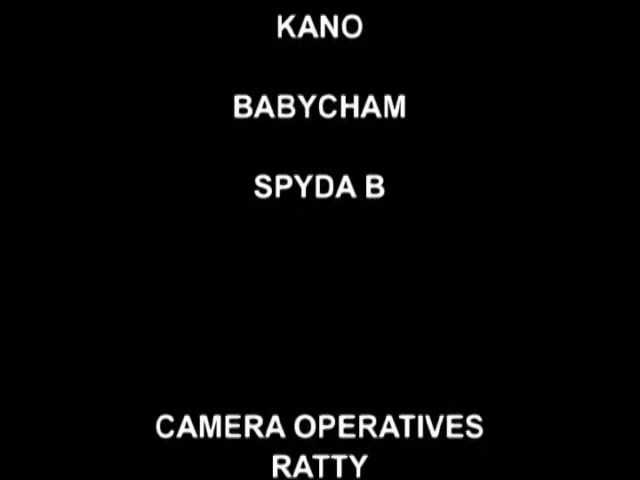 KANO
BABYCHAM
SPYDA B
CAMERA OPERATIVES
RATTY